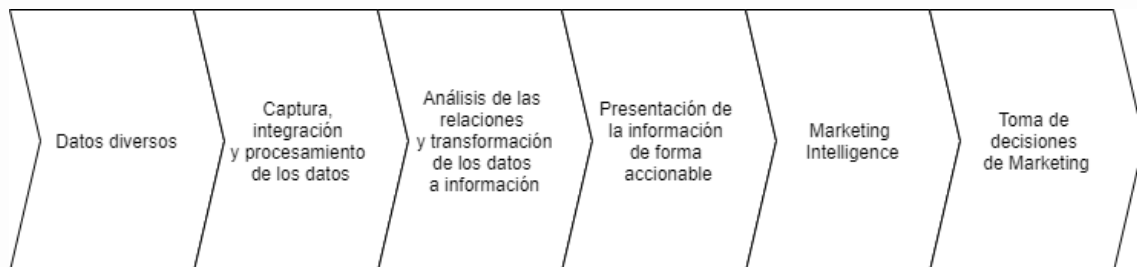 Datos diversos
Captura,
integración
y procesamiento
de los datos
Análisis de las
relaciones
y transformación
de los datos
a información
Presentación de
la información
de forma
accionable
Marketing
Intelligence
Toma de
decisiones
de Marketing